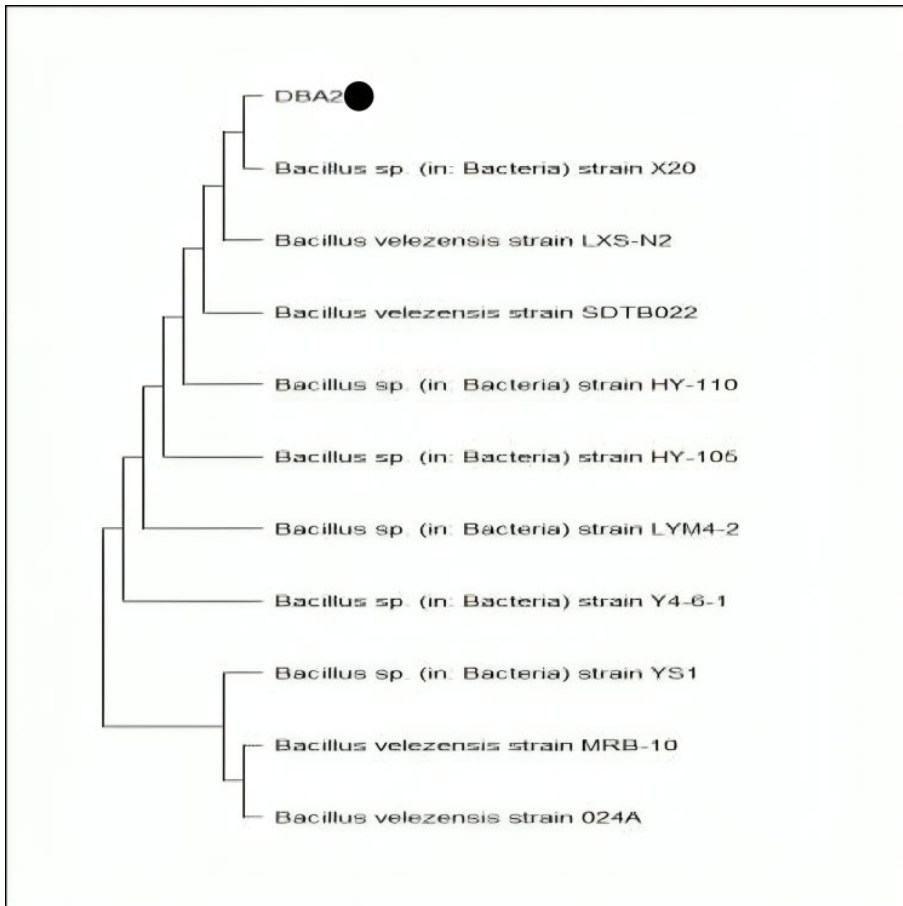 DBA2
Bacillus sp. (in: Bacteria) strain X20
Bacillus velezensis strain LXS-N2
Bacillus velezensis strain SDTB022
Bacillus sp. (in: Bacteria) strain HY-110
Bacillus sp. (in: Bacteria) strain HY-105
Bacillus sp. (in: Bacteria) strain LYM4-2
Bacillus sp. (in: Bacteria) strain Y4-6-1
Bacillus sp. (in: Bacteria) strain YS1
Bacillus velezensis strain MRB-10
Bacillus velezensis strain 024A